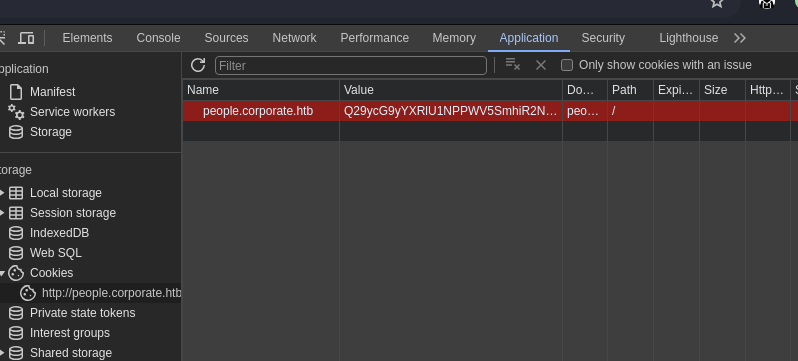 Elements Console Sources Network Performance Memory Application Security Lighthouse
pplication
Manifest
Service workers
Storage
torage
Local storage
Session storage
IndexedDB
Web SQL
Cookies
http://people.corporate.htb
Private state tokens
Interest groups
Shared storage
Filter
Only show cookies with an issue
Name Value Do... Path Expi... Size Http... S
people.corporate.htb Q29ycG9yYXRlU1NPPWV5SmhiR2N... peo... /